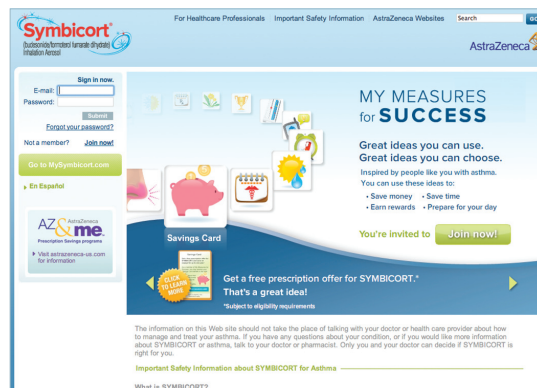 For Healthcare Professionals Important Safety Information AstraZeneca Websites Search GO
Symbicort®
(budesonide/formoterol fumarate dihydrate)
Inhalation Aerosol
AstraZeneca
Sign in now.
E-mail:
Password:
Submit
Forgot your password?
Not a member? Join now!
Go to MySymbicort.com
En Español
AZ&me
AstraZeneca
Prescription Savings programs
Visit astrazeneca-us.com
for information
MY MEASURES
for SUCCESS
Great ideas you can use.
Great ideas you can choose.
Inspired by people like you with asthma.
You can use these ideas to:
• Save money • Save time
• Earn rewards • Prepare for your day
You're invited to Join now!
Savings Card
CLICK
TO LEARN
MORE
Savings Card
Get a free prescription offer for SYMBICORT.*
That's a great idea!
*Subject to eligibility requirements
The information on this Web site should not take the place of talking with your doctor or health care provider about how
to manage and treat your asthma. If you have any questions about your condition, or if you would like more information
about SYMBICORT or asthma, talk to your doctor or pharmacist. Only you and your doctor can decide if SYMBICORT is
right for you.
Important Safety Information about SYMBICORT for Asthma
What is SYMBICORT?